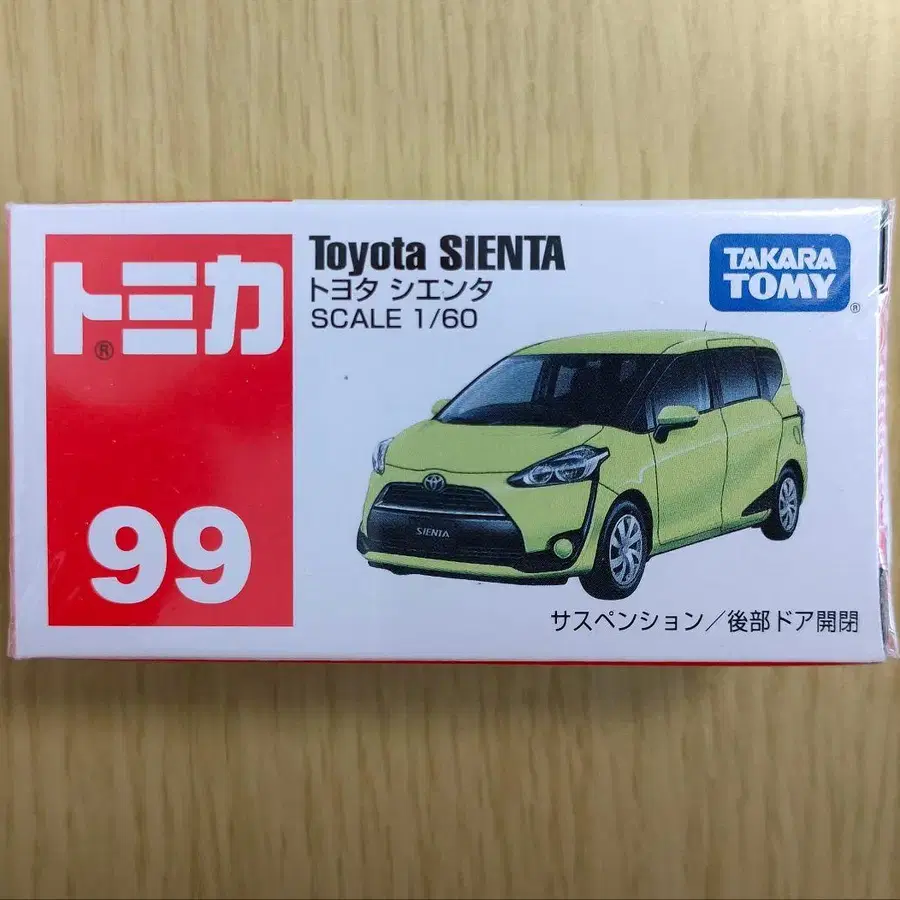 トミカ
®
99
Toyota SIENTA
トヨタ シエンタ
SCALE 1/60
TAKARA
TOMY
®
SIENTA
サスペンション／後部ドア開閉